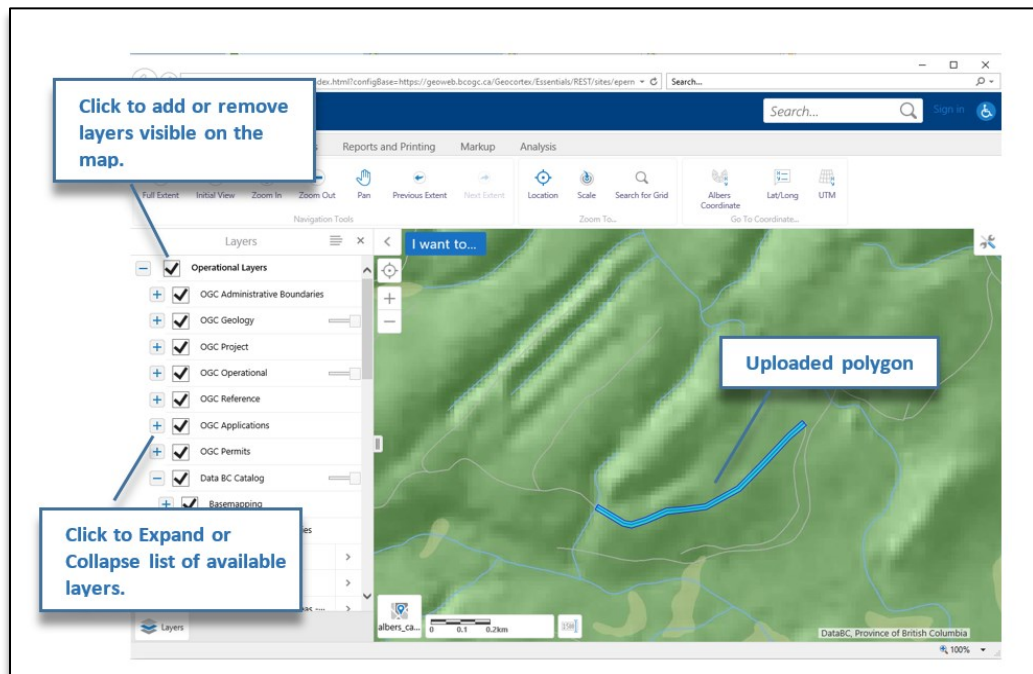 dex.html?configBase=https://geoweb.bcogc.ca/Geocortex/Essentials/REST/sites/epern
Search...
Click to add or remove
layers visible on the
map.
Search...
Sign in
Reports and Printing
Markup
Analysis
Full Extent
Initial View
Zoom In
Zoom Out
Pan
Previous Extent
Next Extent
Location
Scale
Search for Grid
Albers
Coordinate
Lat/Long
UTM
Navigation Tools
Zoom To...
Go To Coordinate...
Layers
I want to...
Operational Layers
OGC Administrative Boundaries
OGC Geology
OGC Project
OGC Operational
OGC Reference
OGC Applications
OGC Permits
Data BC Catalog
Basemapping
Uploaded polygon
Click to Expand or
Collapse list of available
layers.
Layers
albers_ca...
0 0.1 0.2km
DataBC, Province of British Columbia
100%